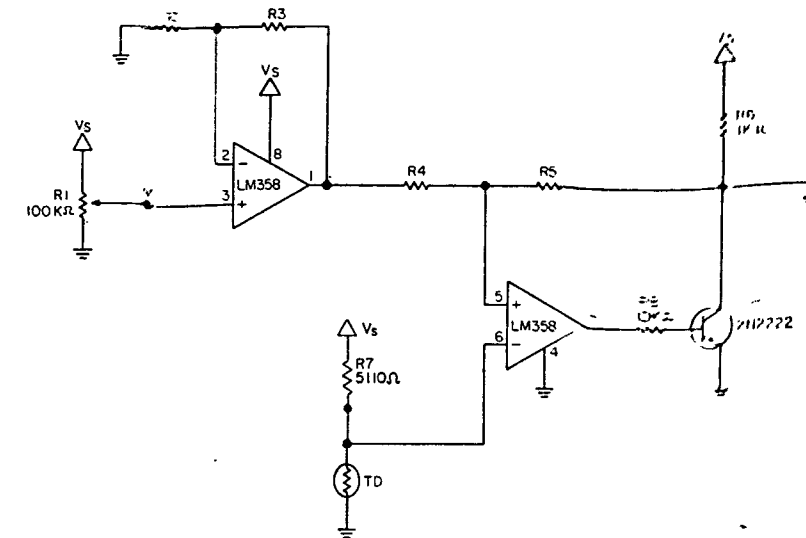 R3
Vs
Vs
2
−
8
LM358
1
R1
100KΩ
3
+
R4
R5
1KΩ
5
+
LM358
6
−
4
2N2222
Vs
R7
5110Ω
TD